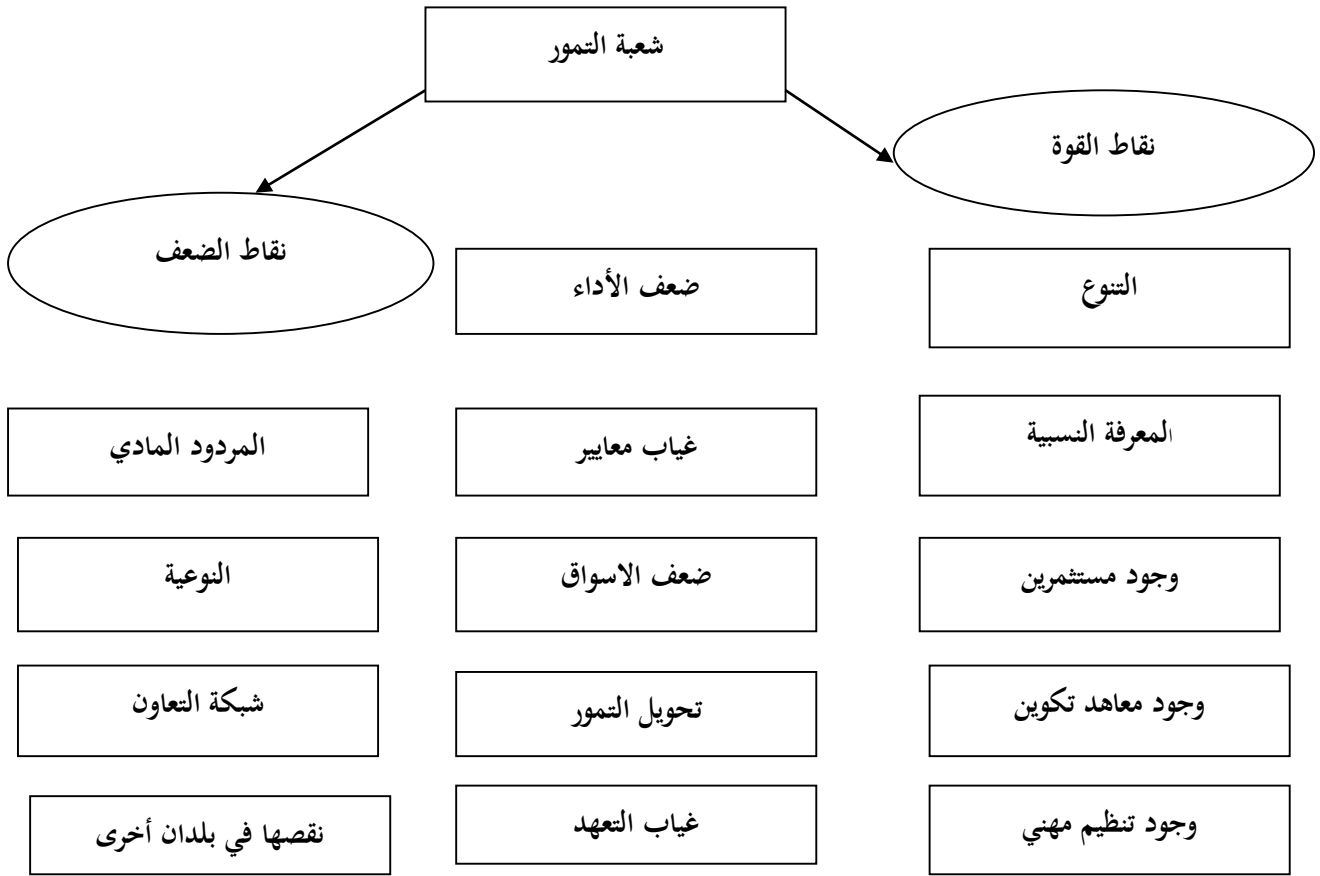 شعبة التمور
نقاط القوة
نقاط الضعف
ضعف الأداء
التنوع
المعرفة النسبية
غياب معايير
المردود المادي
وجود مستثمرين
ضعف الاسواق
النوعية
وجود معاهد تكوين
تحويل التمور
شبكة التعاون
وجود تنظيم مهني
غياب التعهد
نقصها في بلدان أخرى